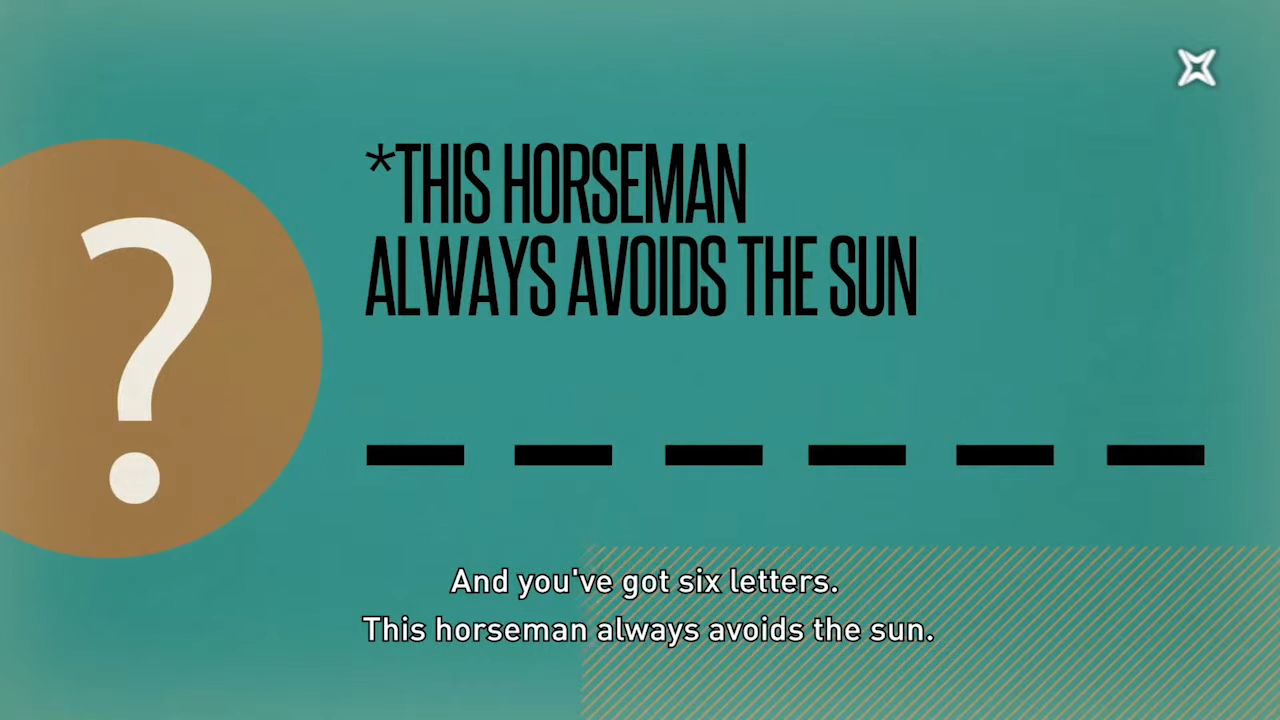 *THIS HORSEMAN
ALWAYS AVOIDS THE SUN
?
And you've got six letters.
This horseman always avoids the sun.